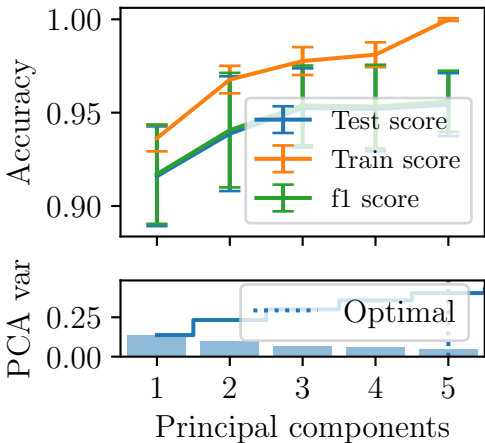 1.00
0.95
0.90
Accuracy
Test score
Train score
f1 score
0.25
0.00
PCA var
Optimal
1 2 3 4 5
Principal components